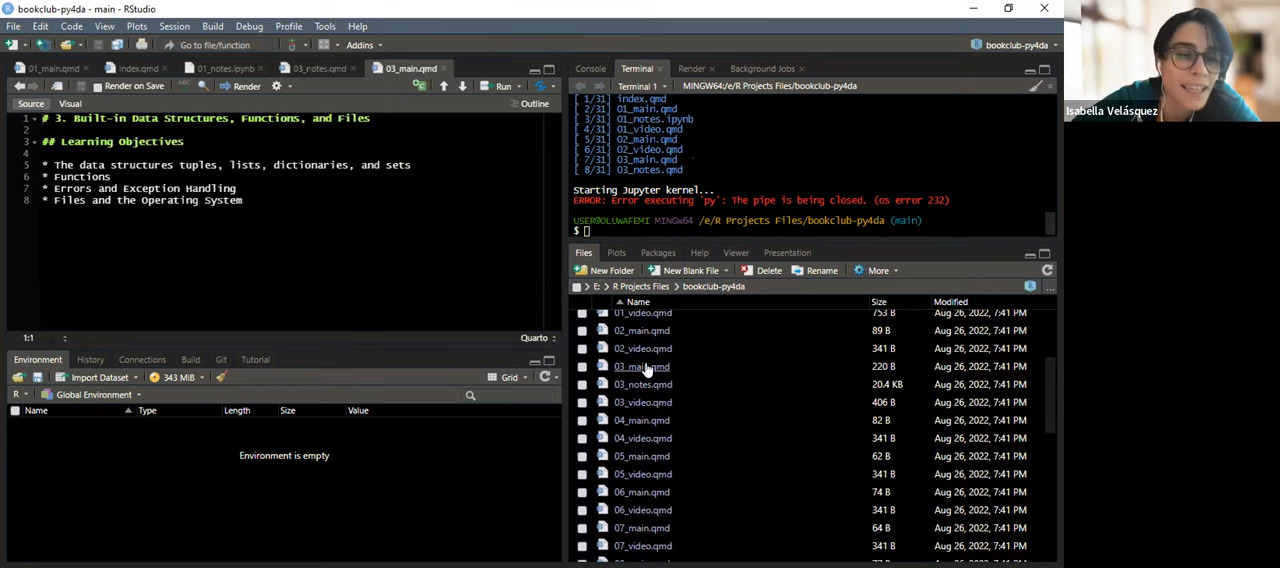 bookclub-py4da - main - RStudio
File Edit Code View Plots Session Build Debug Profile Tools Help
Go to file/function Addins bookclub-py4da
01_main.qmd index.qmd 01_notes.ipynb 03_notes.qmd 03_main.qmd
Render on Save Render Run
Source Visual Outline
1 # 3. Built-in Data Structures, Functions, and Files
2
3 ## Learning Objectives
4
5 * The data structures tuples, lists, dictionaries, and sets
6 * Functions
7 * Errors and Exception Handling
8 * Files and the Operating System
1:1 Quarto
Environment History Connections Build Git Tutorial
Import Dataset 343 MiB Grid
R Global Environment
Name Type Length Size Value
Environment is empty
Console Terminal Render Background Jobs
Terminal 1 MINGW64:/e/R Projects Files/bookclub-py4da
[ 1/31] index.qmd
[ 2/31] 01_main.qmd
[ 3/31] 01_notes.ipynb
[ 4/31] 01_video.qmd
[ 5/31] 02_main.qmd
[ 6/31] 02_video.qmd
[ 7/31] 03_main.qmd
[ 8/31] 03_notes.qmd
Starting Jupyter kernel...
ERROR: Error executing 'py': The pipe is being closed. (os error 232)
USER@OLUWAFEMI MINGW64 /e/R Projects Files/bookclub-py4da (main)
$
Files Plots Packages Help Viewer Presentation
New Folder New Blank File Delete Rename More
E: R Projects Files bookclub-py4da
Name Size Modified
01_video.qmd 753 B Aug 26, 2022, 7:41 PM
02_main.qmd 89 B Aug 26, 2022, 7:41 PM
02_video.qmd 341 B Aug 26, 2022, 7:41 PM
03_main.qmd 220 B Aug 26, 2022, 7:41 PM
03_notes.qmd 20.4 KB Aug 26, 2022, 7:41 PM
03_video.qmd 406 B Aug 26, 2022, 7:41 PM
04_main.qmd 82 B Aug 26, 2022, 7:41 PM
04_video.qmd 341 B Aug 26, 2022, 7:41 PM
05_main.qmd 62 B Aug 26, 2022, 7:41 PM
05_video.qmd 341 B Aug 26, 2022, 7:41 PM
06_main.qmd 74 B Aug 26, 2022, 7:41 PM
06_video.qmd 341 B Aug 26, 2022, 7:41 PM
07_main.qmd 64 B Aug 26, 2022, 7:41 PM
07_video.qmd 341 B Aug 26, 2022, 7:41 PM
Isabella Velásquez